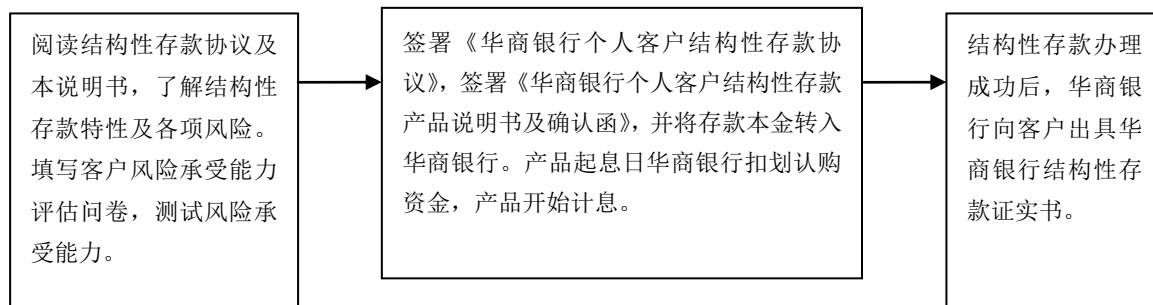 阅读结构性存款协议及
本说明书，了解结构性
存款特性及各项风险。
填写客户风险承受能力
评估问卷，测试风险承
受能力。
签署《华商银行个人客户结构性存款协
议》，签署《华商银行个人客户结构性存款
产品说明书及确认函》，并将存款本金转入
华商银行。产品起息日华商银行扣划认购
资金，产品开始计息。
结构性存款办理
成功后，华商银
行向客户出具华
商银行结构性存
款证实书。